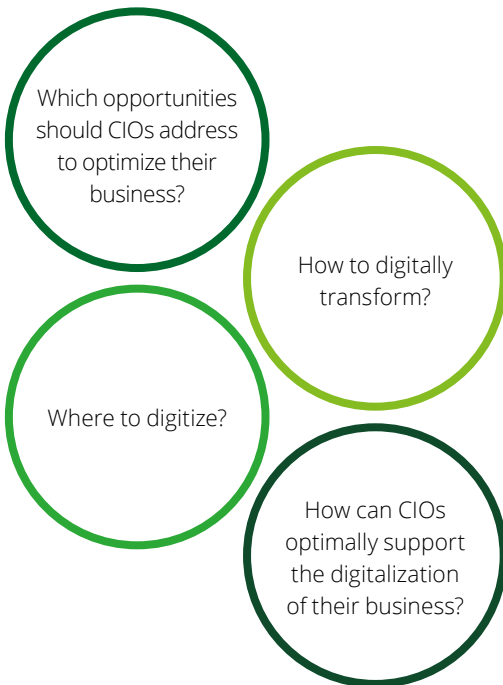 Which opportunities
should CIOs address
to optimize their
business?
How to digitally
transform?
Where to digitize?
How can CIOs
optimally support
the digitalization
of their business?